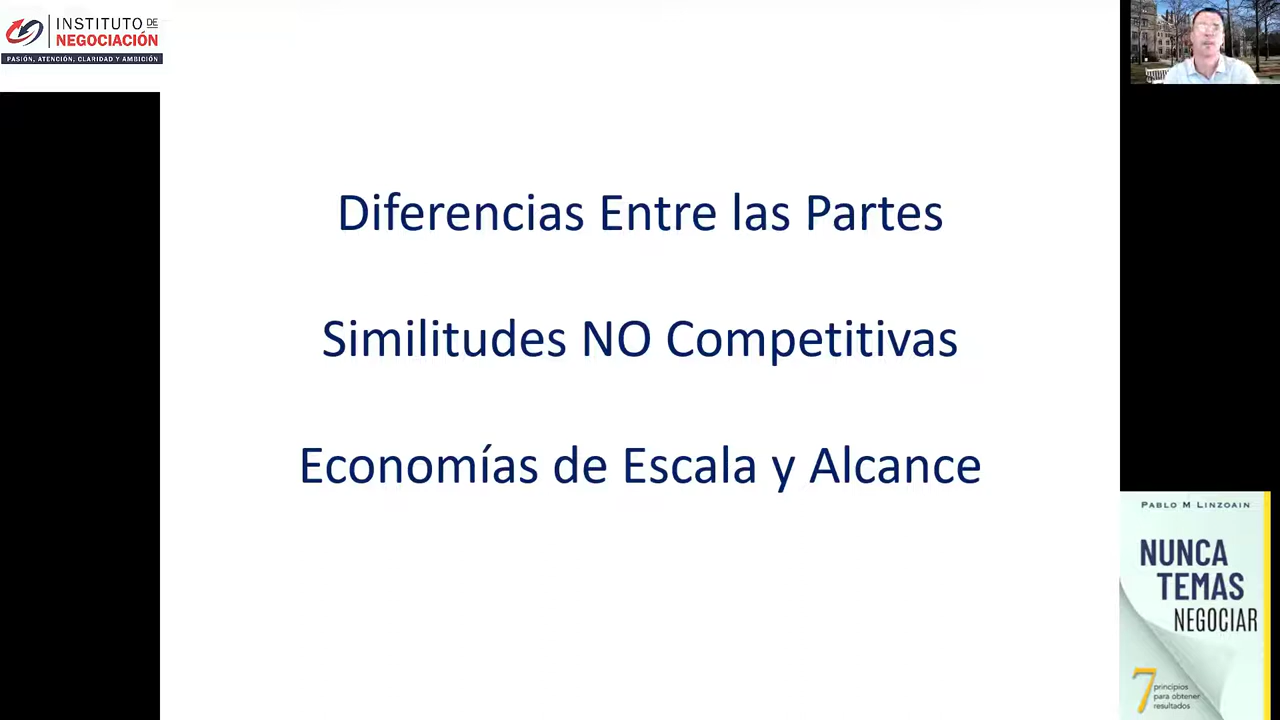 INSTITUTO DE
NEGOCIACIÓN
PASIÓN, ATENCIÓN, CLARIDAD Y AMBICIÓN
Diferencias Entre las Partes
Similitudes NO Competitivas
Economías de Escala y Alcance
PABLO M LINZOAIN
NUNCA
TEMAS
NEGOCIAR
7 principios
para obtener
resultados